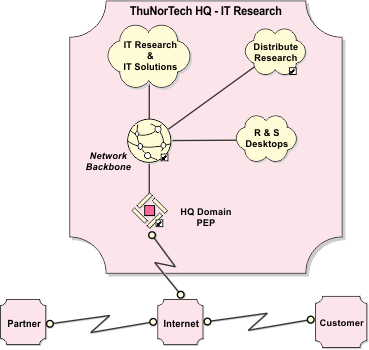 ThuNorTech HQ - IT Research
IT Research
&
IT Solutions
Distribute
Research
R & S
Desktops
Network
Backbone
HQ Domain
PEP
Partner
Internet
Customer